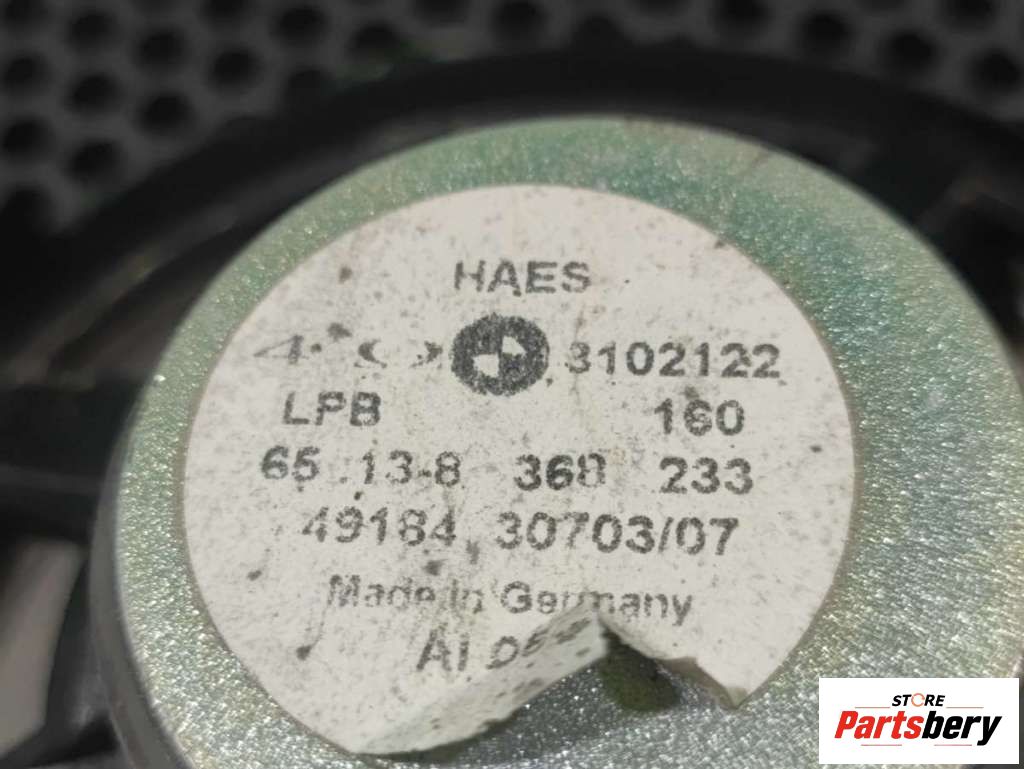 HAES
3102122
LPB 160
65 .13-8 368 233
49184 30703/07
Made in Germany
STORE
Partsbery